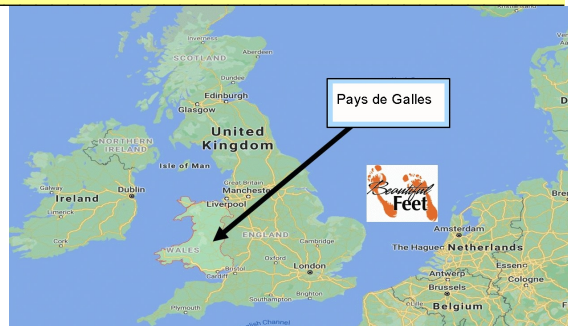 Inverness
Aberdeen
SCOTLAND
Dundee
Edinburgh
Glasgow
Pays de Galles
United
Kingdom
NORTHERN
IRELAND
Isle of Man
Great Britain
Manchester
Liverpool
Galway
Dublin
Ireland
Limerick
Cork
Beautiful
Feet
WALES
ENGLAND
Cambridge
Oxford
London
Bristol
Cardiff
Brighton
Southampton
Plymouth
Amsterdam
The Hague
Netherlands
Antwerp
Essen
Cologne
Brussels
Belgium
Lille
Channel